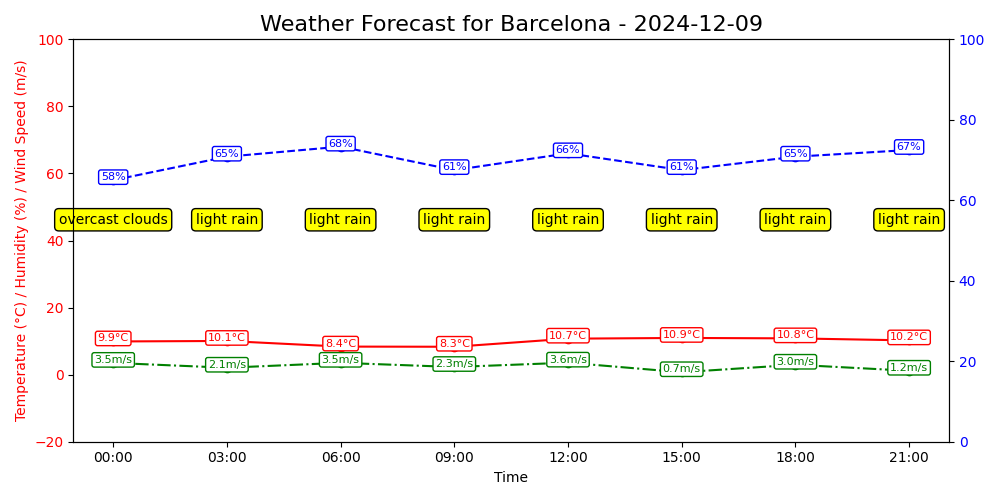 Weather Forecast for Barcelona - 2024-12-09
Temperature (°C) / Humidity (%) / Wind Speed (m/s)
100
80
60
40
20
0
−20
100
80
60
40
20
0
58% 65% 68% 61% 66% 61% 65% 67%
overcast clouds light rain light rain light rain light rain light rain light rain light rain
9.9°C 10.1°C 8.4°C 8.3°C 10.7°C 10.9°C 10.8°C 10.2°C
3.5m/s 2.1m/s 3.5m/s 2.3m/s 3.6m/s 0.7m/s 3.0m/s 1.2m/s
00:00 03:00 06:00 09:00 12:00 15:00 18:00 21:00
Time